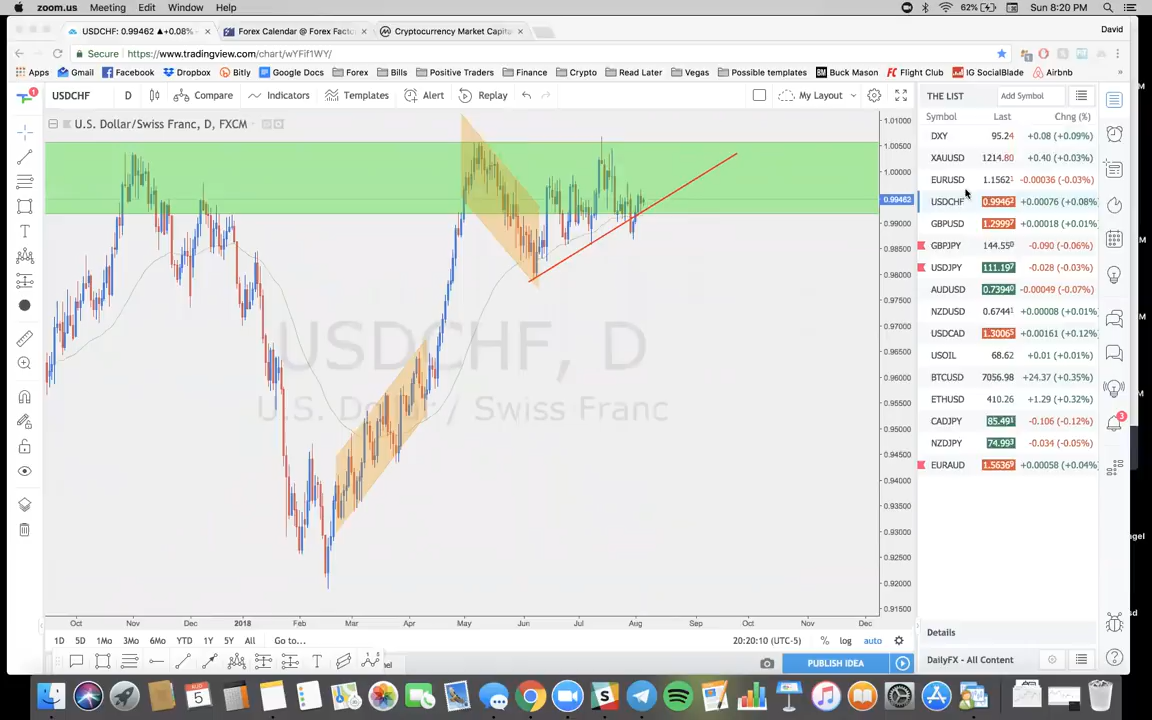 zoom.us Meeting Edit Window Help 62% Sun 8:20 PM
USDCHF: 0.99462 ▲+0.08% × Forex Calendar @ Forex Factor × Cryptocurrency Market Capita × David
Secure https://www.tradingview.com/chart/wYFif1WY/
Apps Gmail Facebook Dropbox Bitly Google Docs Forex Bills Positive Traders Finance Crypto Read Later Vegas Possible templates BM Buck Mason FC Flight Club IG SocialBlade Airbnb »
1 USDCHF D Compare Indicators Templates Alert Replay My Layout THE LIST Add Symbol
Symbol Last Chng (%)
U.S. Dollar/Swiss Franc, D, FXCM
DXY 95.24 +0.08 (+0.09%)
XAUUSD 1214.80 +0.40 (+0.03%)
EURUSD 1.15621 -0.00036 (-0.03%)
USDCHF 0.99462 +0.00076 (+0.08%)
GBPUSD 1.29997 +0.00018 (+0.01%)
GBPJPY 144.550 -0.090 (-0.06%)
USDJPY 111.197 -0.028 (-0.03%)
AUDUSD 0.73940 -0.00049 (-0.07%)
NZDUSD 0.67441 +0.00008 (+0.01%)
USDCAD 1.30065 +0.00161 (+0.12%)
USOIL 68.62 +0.01 (+0.01%)
BTCUSD 7056.98 +24.37 (+0.35%)
ETHUSD 410.26 +1.29 (+0.32%)
CADJPY 85.491 -0.106 (-0.12%)
NZDJPY 74.993 -0.034 (-0.05%)
EURAUD 1.56369 +0.00058 (+0.04%)
3
1.01000
1.00500
1.00000
0.99462
0.99000
0.98500
0.98000
0.97500
0.97000
0.96500
0.96000
0.95500
0.95000
0.94500
0.94000
0.93500
0.93000
0.92500
0.92000
0.91500
USDCHF, D
U.S. Dollar / Swiss Franc
Oct Nov Dec 2018 Feb Mar Apr May Jun Jul Aug Sep Oct Nov Dec
1D 5D 1Mo 3Mo 6Mo YTD 1Y 5Y All Go to... 20:20:10 (UTC-5) % log auto
Details
PUBLISH IDEA
DailyFX - All Content
AUG
5